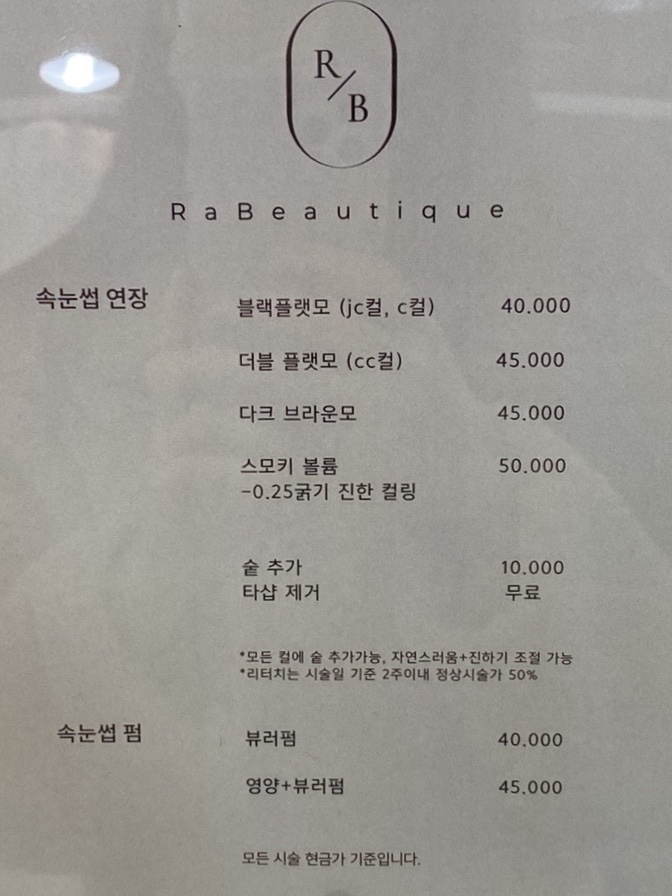 R/B
RaBeautique
속눈썹 연장
블랙플랫모 (jc컬, c컬) 40.000
더블 플랫모 (cc컬) 45.000
다크 브라운모 45.000
스모키 볼륨 50.000
-0.25굵기 진한 컬링
숱 추가 10.000
타샵 제거 무료
*모든 컬에 숱 추가가능, 자연스러움+진하기 조절 가능
*리터치는 시술일 기준 2주이내 정상시술가 50%
속눈썹 펌
뷰러펌 40.000
영양+뷰러펌 45.000
모든 시술 현금가 기준입니다.